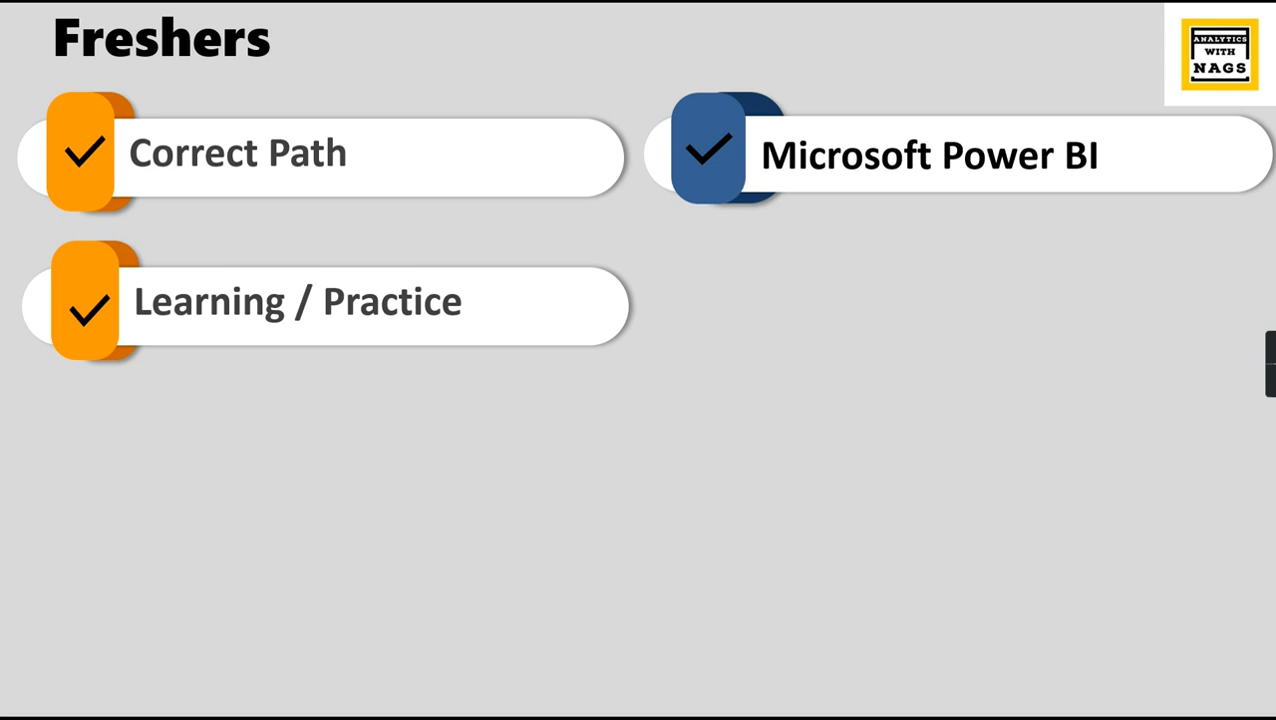 Freshers
ANALYTICS
WITH
NAGS
Correct Path
Microsoft Power BI
Learning / Practice